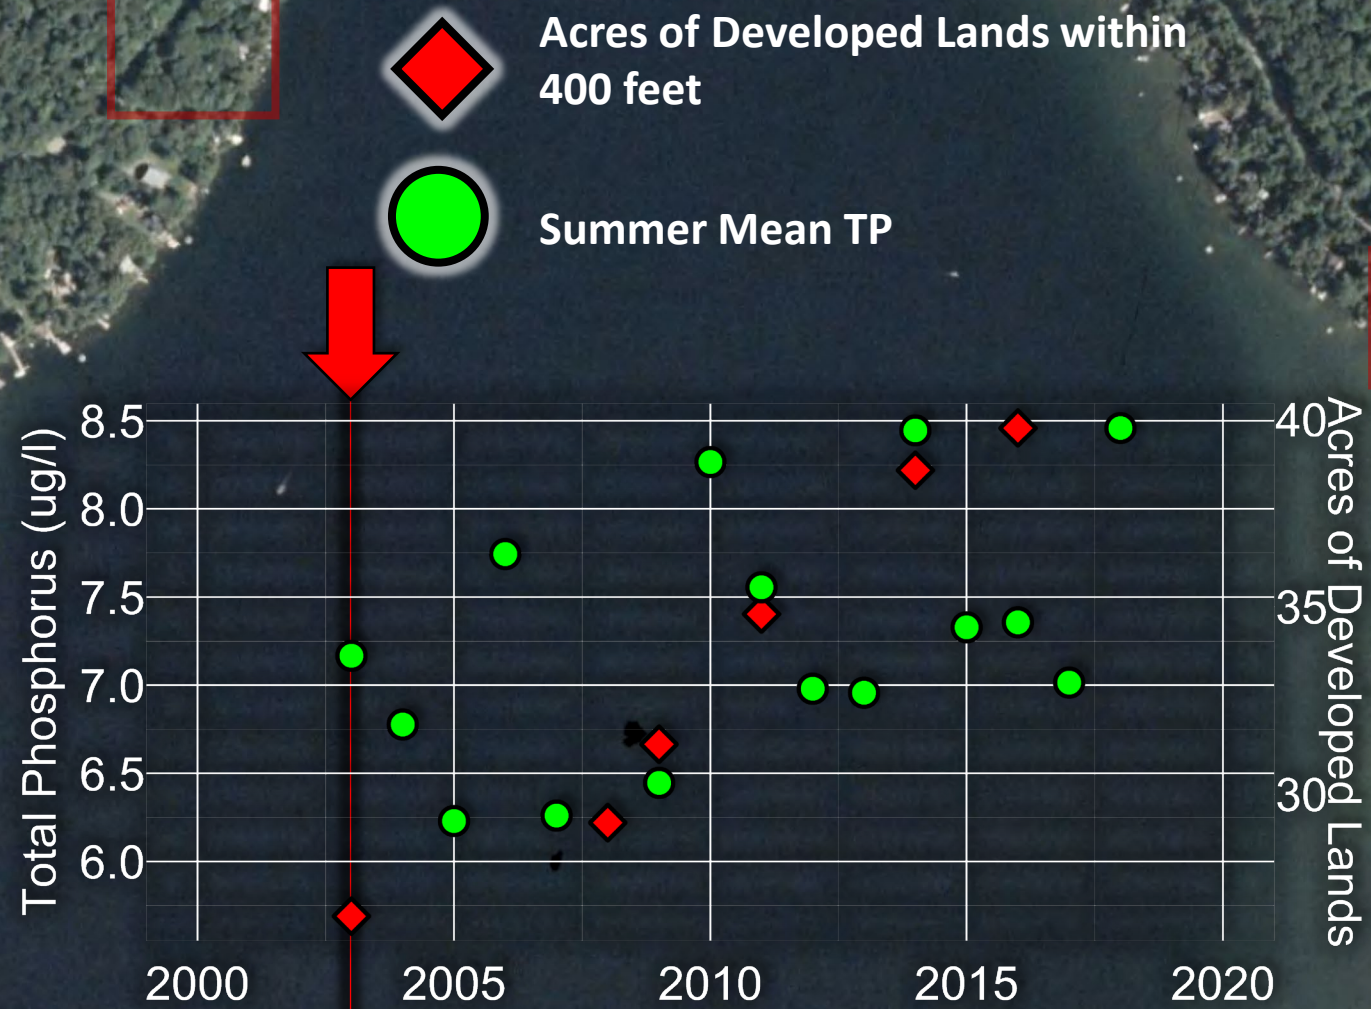 Acres of Developed Lands within
400 feet
Summer Mean TP
Total Phosphorus (ug/l)
8.5
8.0
7.5
7.0
6.5
6.0
40
35
30
Acres of Developed Lands
2000
2005
2010
2015
2020